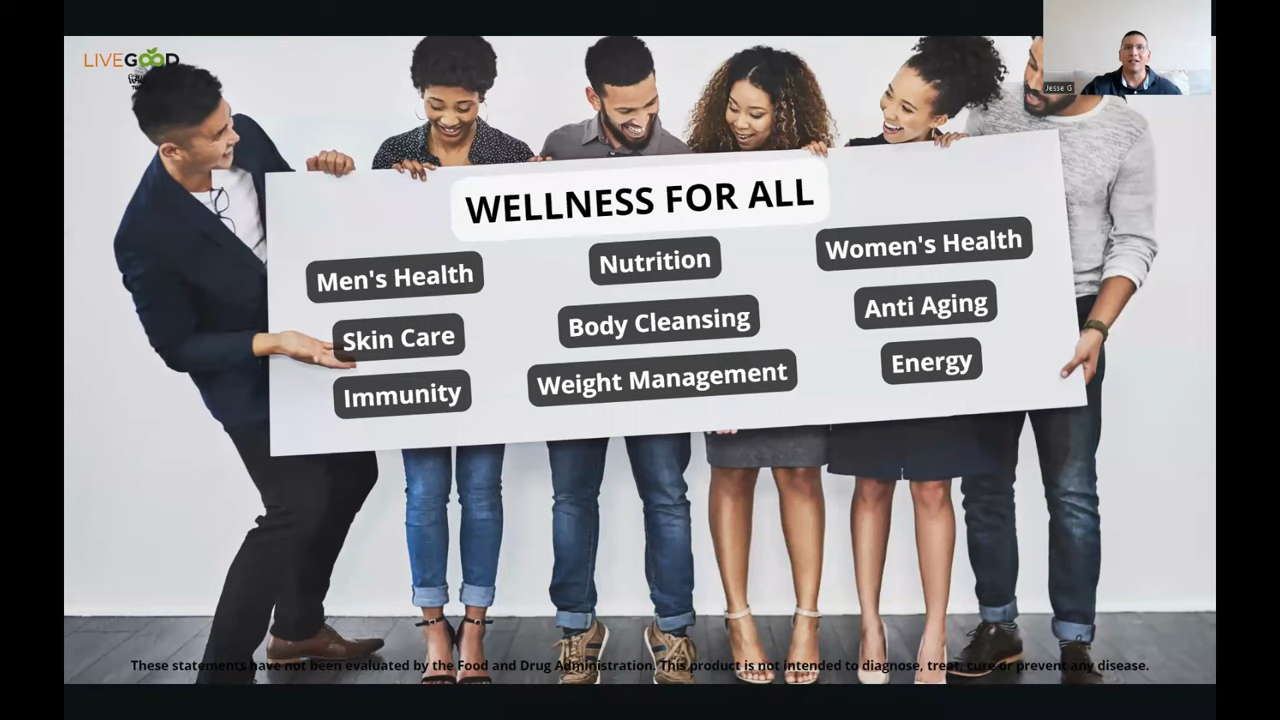 LIVEGOOD
Jesse G
WELLNESS FOR ALL
Men's Health
Nutrition
Women's Health
Skin Care
Body Cleansing
Anti Aging
Immunity
Weight Management
Energy
These statements have not been evaluated by the Food and Drug Administration. This product is not intended to diagnose, treat, cure or prevent any disease.